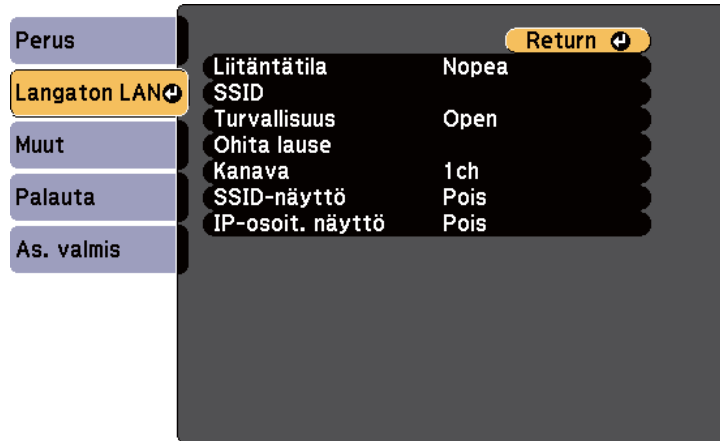 Perus
Langaton LAN
Muut
Palauta
As. valmis
Return
Liitäntätila Nopea
SSID
Turvallisuus Open
Ohita lause
Kanava 1ch
SSID-näyttö Pois
IP-osoit. näyttö Pois